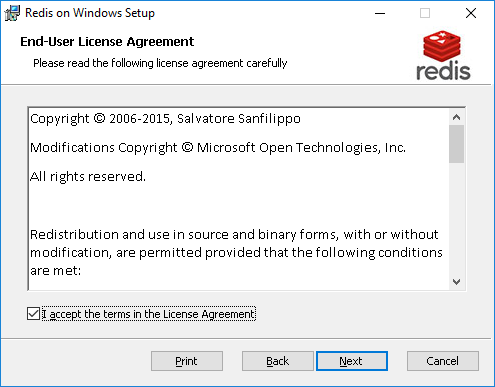 Redis on Windows Setup
End-User License Agreement
Please read the following license agreement carefully
redis
Copyright © 2006-2015, Salvatore Sanfilippo
Modifications Copyright © Microsoft Open Technologies, Inc.
All rights reserved.
Redistribution and use in source and binary forms, with or without
modification, are permitted provided that the following conditions
are met:
I accept the terms in the License Agreement
Print Back Next Cancel